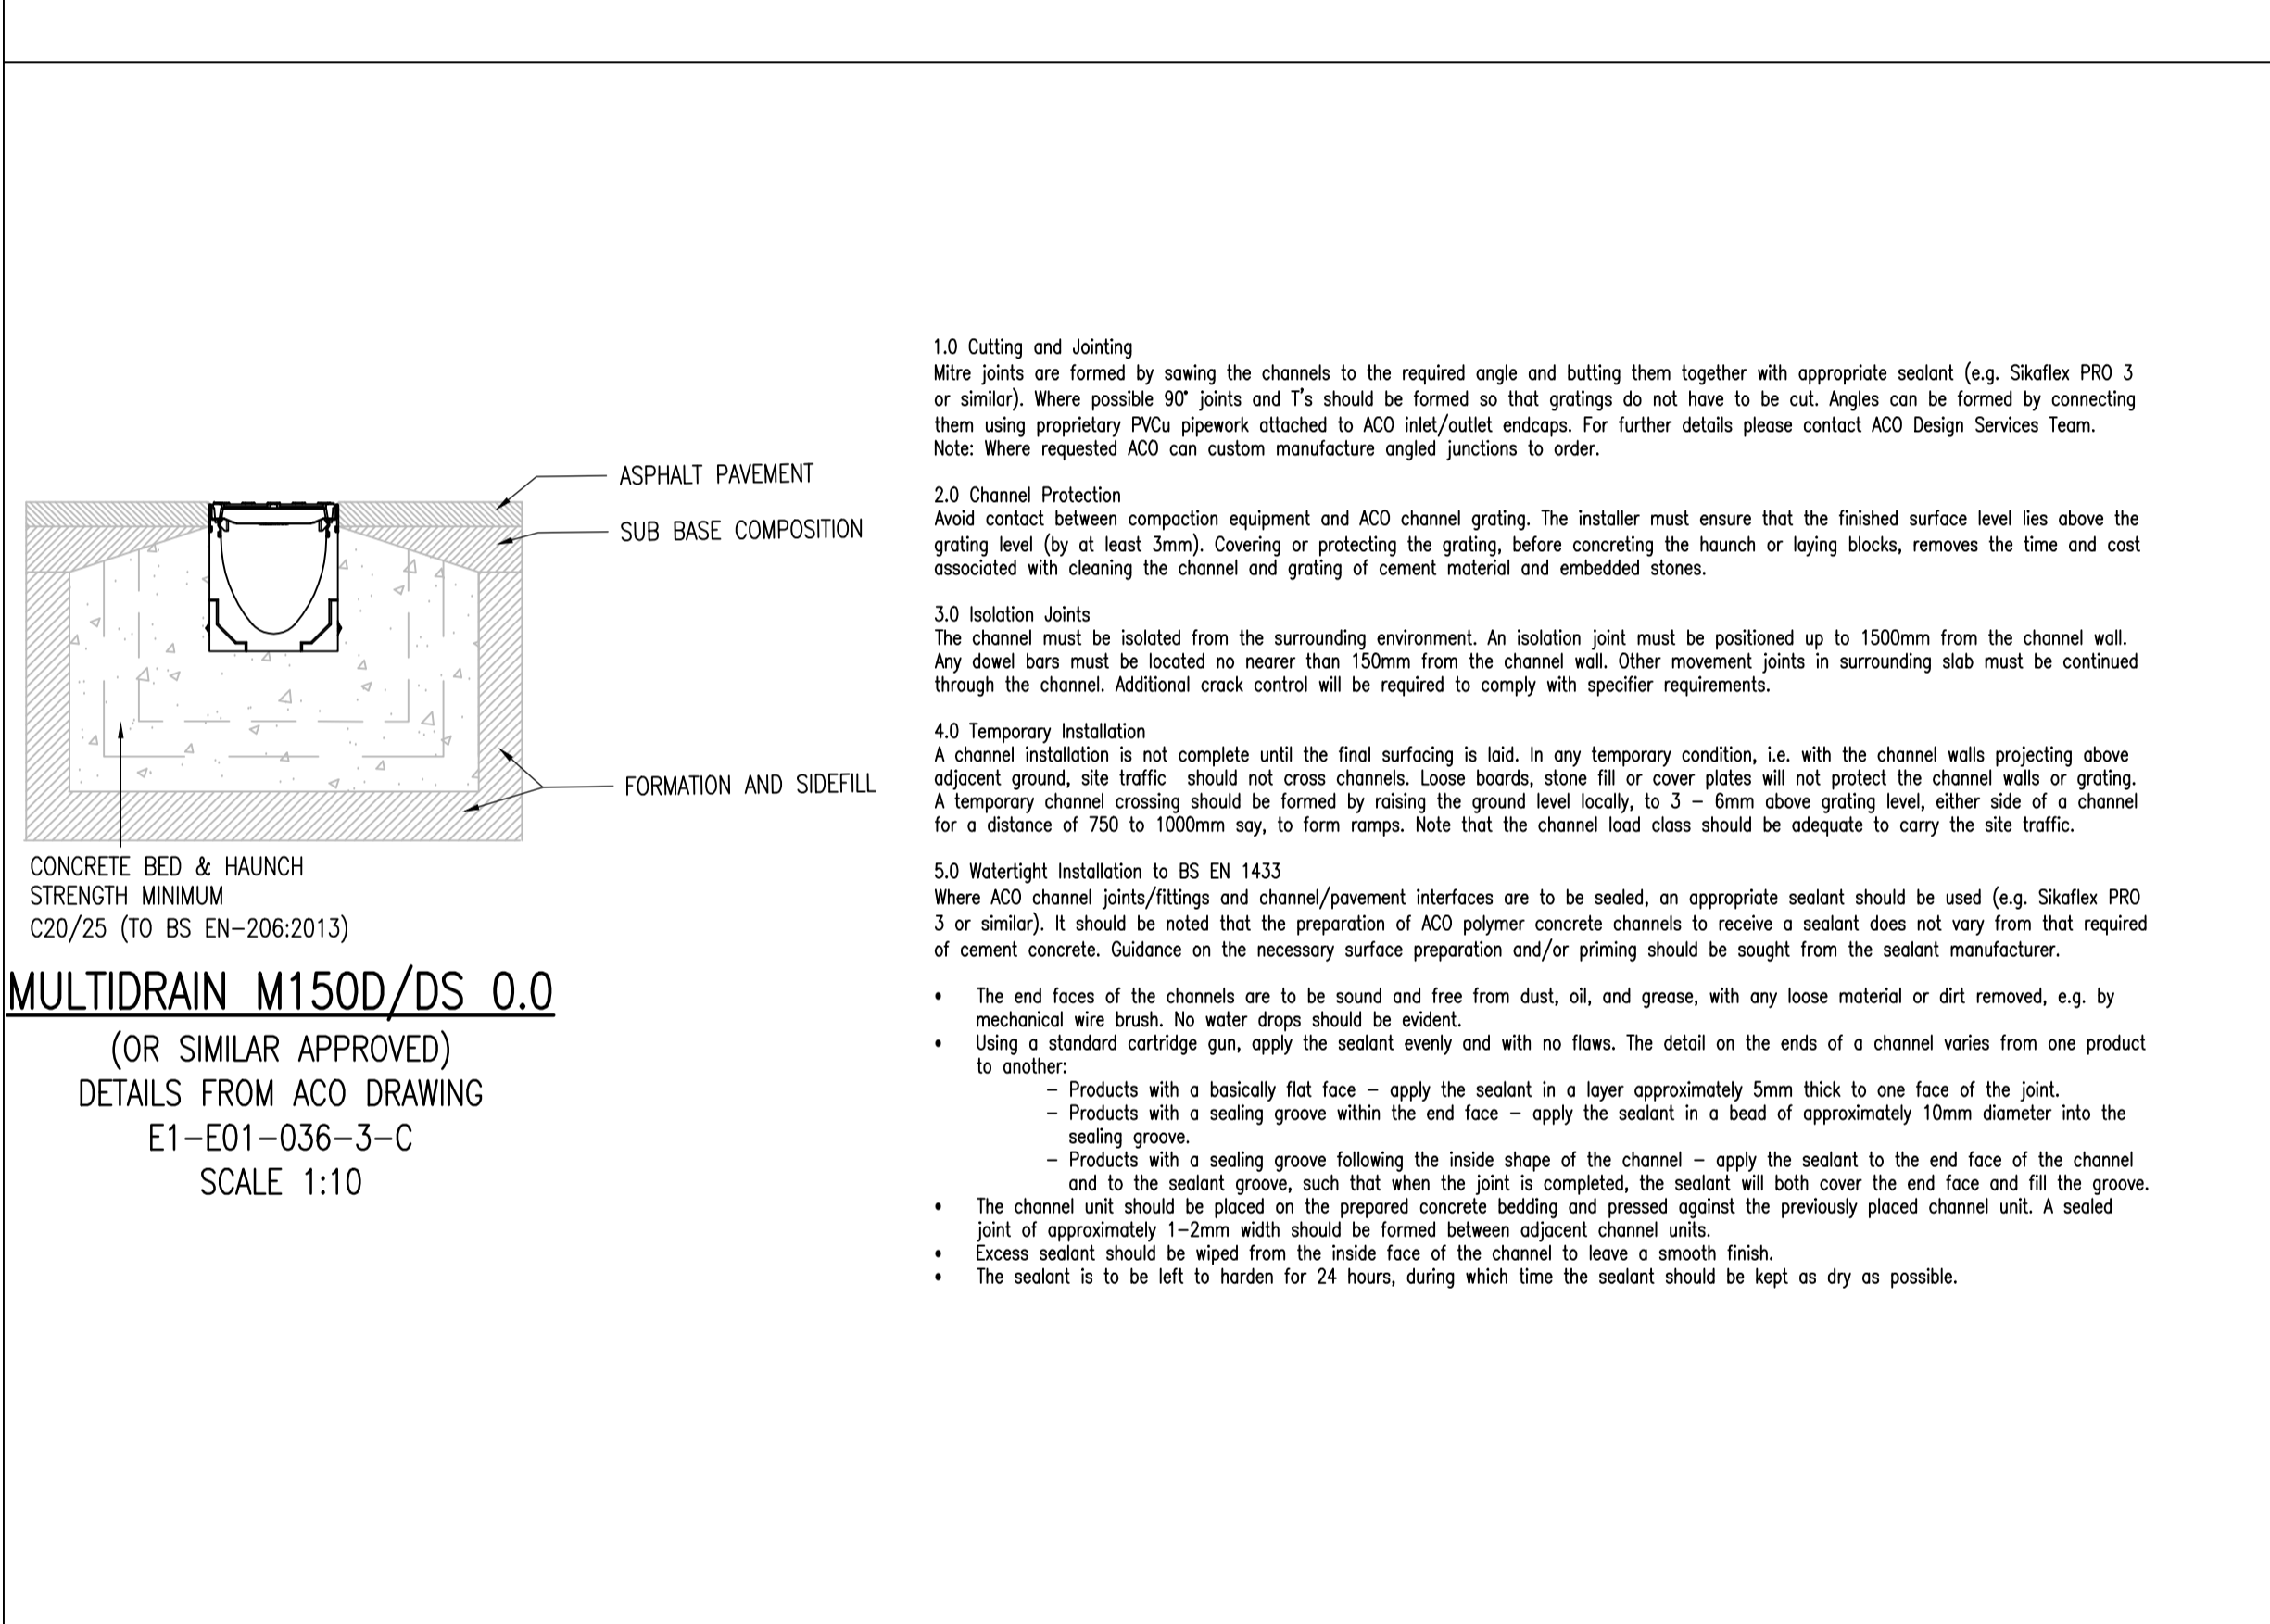 ASPHALT PAVEMENT
SUB BASE COMPOSITION
FORMATION AND SIDEFILL
CONCRETE BED & HAUNCH
STRENGTH MINIMUM
C20/25 (TO BS EN-206:2013)
MULTIDRAIN M150D/DS 0.0
(OR SIMILAR APPROVED)
DETAILS FROM ACO DRAWING
E1-E01-036-3-C
SCALE 1:10
1.0 Cutting and Jointing
Mitre joints are formed by sawing the channels to the required angle and butting them together with appropriate sealant (e.g. Sikaflex PRO 3
or similar). Where possible 90° joints and T's should be formed so that gratings do not have to be cut. Angles can be formed by connecting
them using proprietary PVCu pipework attached to ACO inlet/outlet endcaps. For further details please contact ACO Design Services Team.
Note: Where requested ACO can custom manufacture angled junctions to order.
2.0 Channel Protection
Avoid contact between compaction equipment and ACO channel grating. The installer must ensure that the finished surface level lies above the
grating level (by at least 3mm). Covering or protecting the grating, before concreting the haunch or laying blocks, removes the time and cost
associated with cleaning the channel and grating of cement material and embedded stones.
3.0 Isolation Joints
The channel must be isolated from the surrounding environment. An isolation joint must be positioned up to 1500mm from the channel wall.
Any dowel bars must be located no nearer than 150mm from the channel wall. Other movement joints in surrounding slab must be continued
through the channel. Additional crack control will be required to comply with specifier requirements.
4.0 Temporary Installation
A channel installation is not complete until the final surfacing is laid. In any temporary condition, i.e. with the channel walls projecting above
adjacent ground, site traffic should not cross channels. Loose boards, stone fill or cover plates will not protect the channel walls or grating.
A temporary channel crossing should be formed by raising the ground level locally, to 3 - 6mm above grating level, either side of a channel
for a distance of 750 to 1000mm say, to form ramps. Note that the channel load class should be adequate to carry the site traffic.
5.0 Watertight Installation to BS EN 1433
Where ACO channel joints/fittings and channel/pavement interfaces are to be sealed, an appropriate sealant should be used (e.g. Sikaflex PRO
3 or similar). It should be noted that the preparation of ACO polymer concrete channels to receive a sealant does not vary from that required
of cement concrete. Guidance on the necessary surface preparation and/or priming should be sought from the sealant manufacturer.
• The end faces of the channels are to be sound and free from dust, oil, and grease, with any loose material or dirt removed, e.g. by
mechanical wire brush. No water drops should be evident.
• Using a standard cartridge gun, apply the sealant evenly and with no flaws. The detail on the ends of a channel varies from one product
to another:
- Products with a basically flat face - apply the sealant in a layer approximately 5mm thick to one face of the joint.
- Products with a sealing groove within the end face - apply the sealant in a bead of approximately 10mm diameter into the
sealing groove.
- Products with a sealing groove following the inside shape of the channel - apply the sealant to the end face of the channel
and to the sealant groove, such that when the joint is completed, the sealant will both cover the end face and fill the groove.
• The channel unit should be placed on the prepared concrete bedding and pressed against the previously placed channel unit. A sealed
joint of approximately 1-2mm width should be formed between adjacent channel units.
• Excess sealant should be wiped from the inside face of the channel to leave a smooth finish.
• The sealant is to be left to harden for 24 hours, during which time the sealant should be kept as dry as possible.